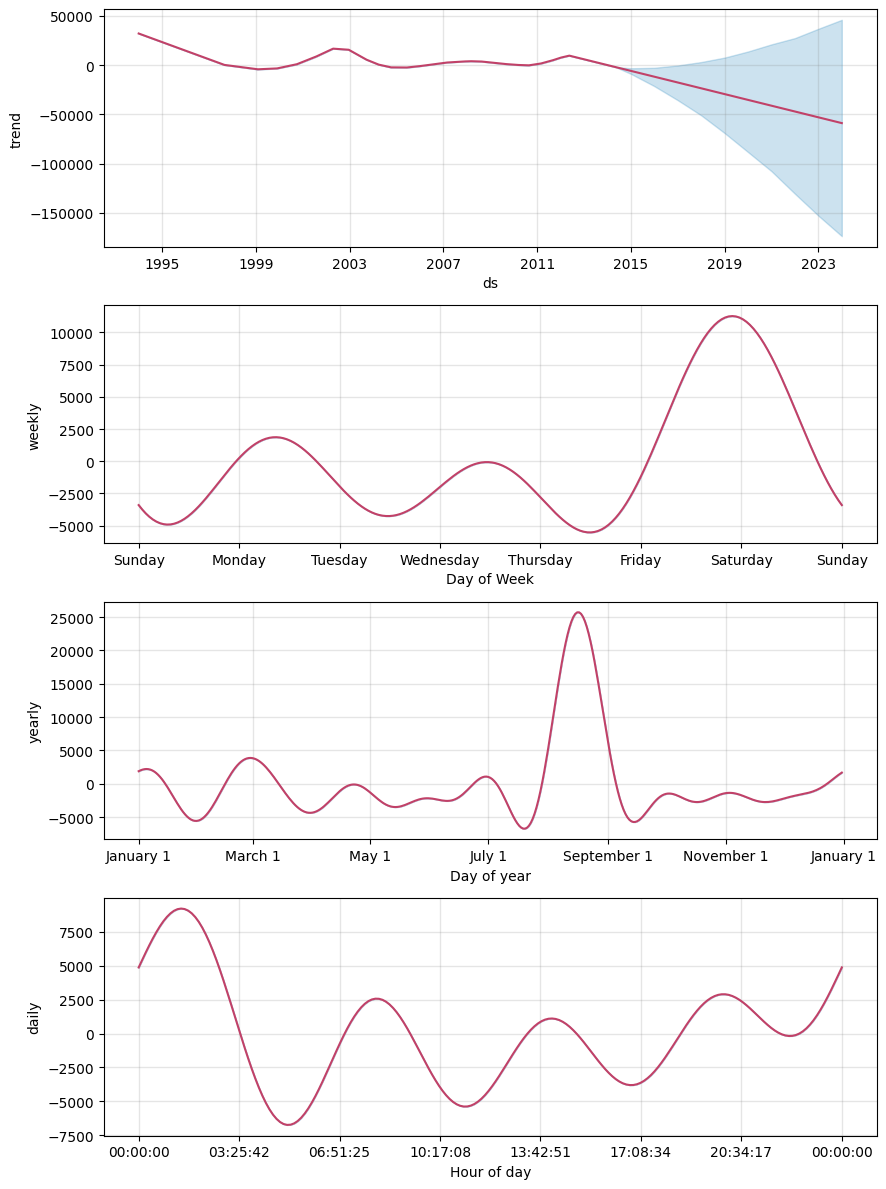 50000
0
−50000
−100000
−150000
trend
1995 1999 2003 2007 2011 2015 2019 2023
ds
10000
7500
5000
2500
0
−2500
−5000
weekly
Sunday Monday Tuesday Wednesday Thursday Friday Saturday Sunday
Day of Week
25000
20000
15000
10000
5000
0
−5000
yearly
January 1 March 1 May 1 July 1 September 1 November 1 January 1
Day of year
7500
5000
2500
0
−2500
−5000
−7500
daily
00:00:00 03:25:42 06:51:25 10:17:08 13:42:51 17:08:34 20:34:17 00:00:00
Hour of day